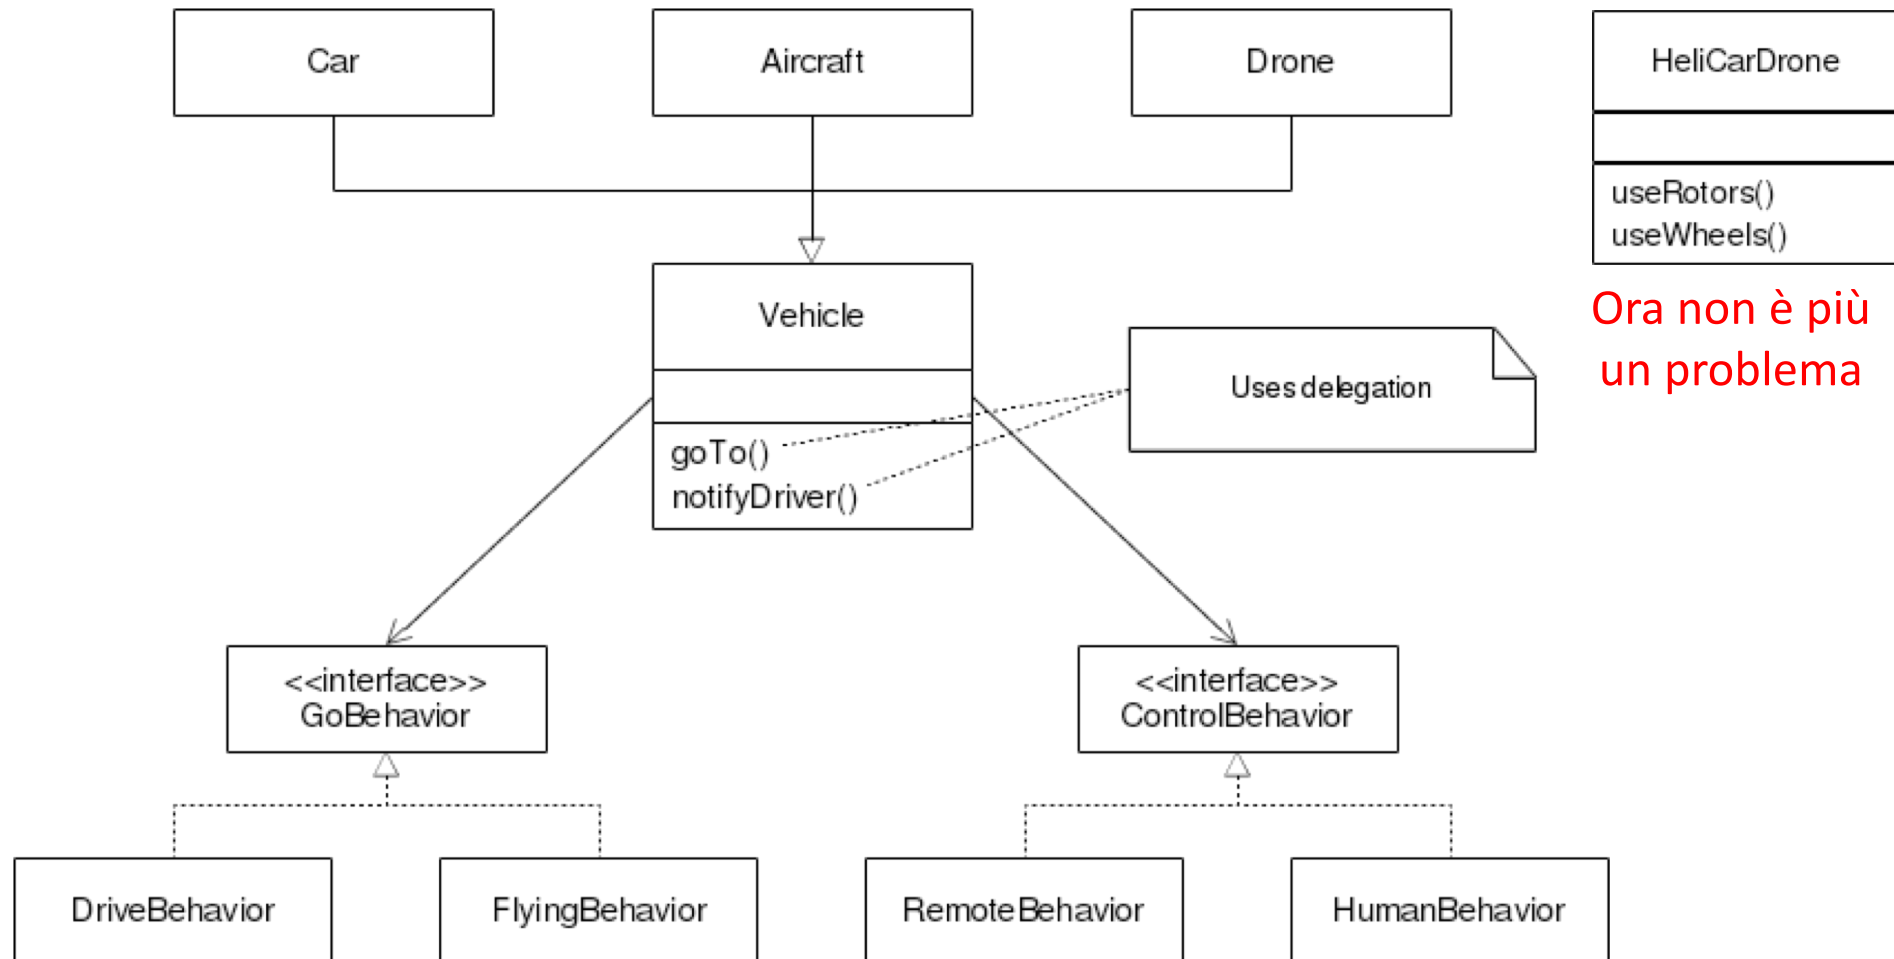 Car
Aircraft
Drone
HeliCarDrone
useRotors()
useWheels()
Ora non è più
un problema
Vehicle
goTo()
notifyDriver()
Uses delegation
<<interface>>
GoBehavior
<<interface>>
ControlBehavior
DriveBehavior
FlyingBehavior
RemoteBehavior
HumanBehavior